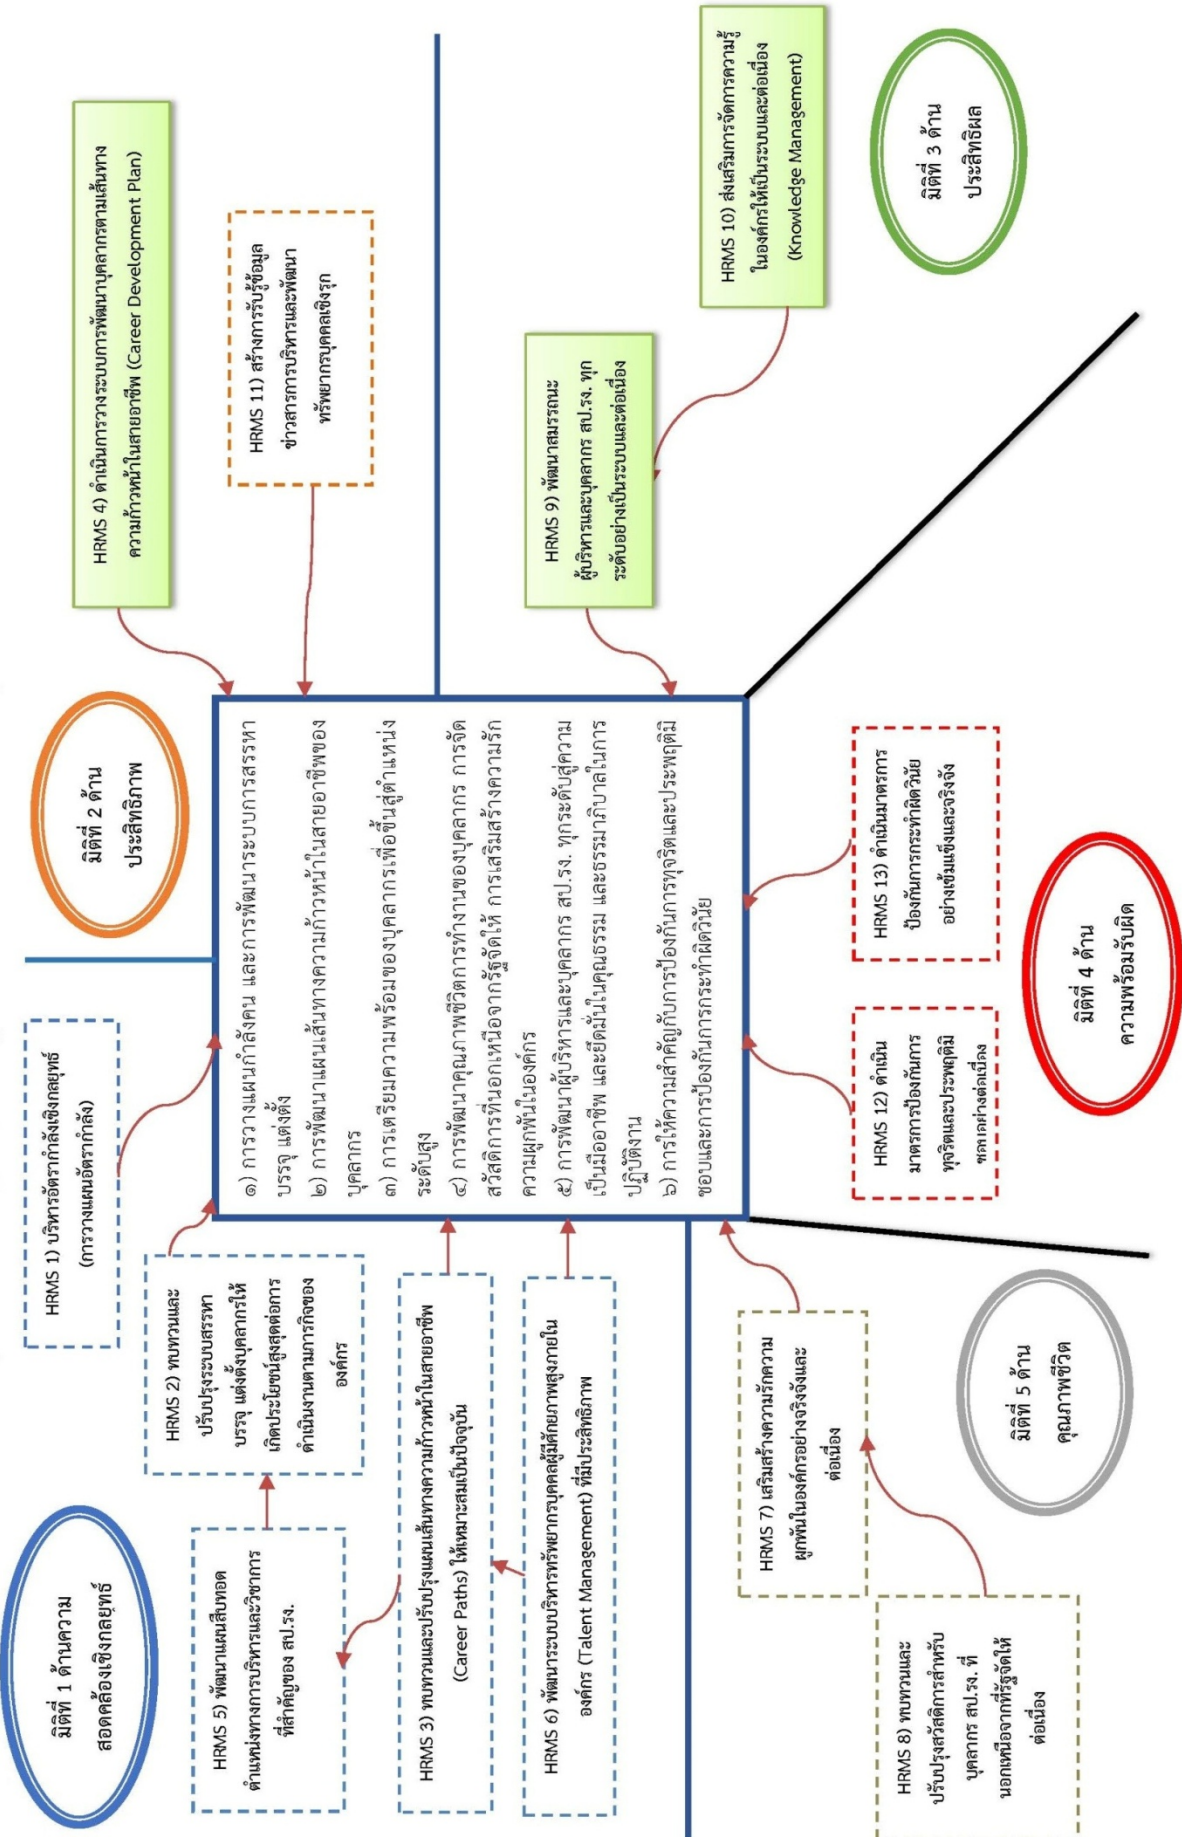 มิติที่ 1 ด้านความ
สอดคล้องเชิงกลยุทธ์
HRMS 1) บริหารอัตรากำลังเชิงกลยุทธ์
(การวางแผนอัตรากำลัง)
มิติที่ 2 ด้าน
ประสิทธิภาพ
HRMS 4) ดำเนินการวางระบบการพัฒนาบุคลากรตามเส้นทาง
ความก้าวหน้าในสายอาชีพ (Career Development Plan)
HRMS 2) ทบทวนและ
ปรับปรุงระบบสรรหา
บรรจุ แต่งตั้งบุคลากรให้
เกิดประโยชน์สูงสุดต่อการ
ดำเนินงานตามภารกิจของ
องค์กร
HRMS 5) พัฒนาแผนสืบทอด
ตำแหน่งทางการบริหารและวิชาการ
ที่สำคัญของ สป.รง.
HRMS 11) สร้างการรับรู้ข้อมูล
ข่าวสารการบริหารและพัฒนา
ทรัพยากรบุคคลเชิงรุก
HRMS 3) ทบทวนและปรับปรุงแผนเส้นทางความก้าวหน้าในสายอาชีพ
(Career Paths) ให้เหมาะสมเป็นปัจจุบัน
HRMS 6) พัฒนาระบบบริหารทรัพยากรบุคคลผู้มีศักยภาพสูงภายใน
องค์กร (Talent Management) ที่มีประสิทธิภาพ
๑) การวางแผนกำลังคน และการพัฒนาระบบการสรรหา
บรรจุ แต่งตั้ง
๒) การพัฒนาแผนเส้นทางความก้าวหน้าในสายอาชีพของ
บุคลากร
๓) การเตรียมความพร้อมของบุคลากรเพื่อขึ้นสู่ตำแหน่ง
ระดับสูง
๔) การพัฒนาคุณภาพชีวิตการทำงานของบุคลากร การจัด
สวัสดิการที่นอกเหนือจากรัฐจัดให้ การเสริมสร้างความรัก
ความผูกพันในองค์กร
๕) การพัฒนาผู้บริหารและบุคลากร สป.รง. ทุกระดับสู่ความ
เป็นมืออาชีพ และยึดมั่นในคุณธรรม และธรรมาภิบาลในการ
ปฏิบัติงาน
๖) การให้ความสำคัญกับการป้องกันการทุจริตและประพฤติมิ
ชอบและการป้องกันการกระทำผิดวินัย
HRMS 9) พัฒนาสมรรถนะ
ผู้บริหารและบุคลากร สป.รง. ทุก
ระดับอย่างเป็นระบบและต่อเนื่อง
HRMS 10) ส่งเสริมการจัดการความรู้
ในองค์กรให้เป็นระบบและต่อเนื่อง
(Knowledge Management)
มิติที่ 3 ด้าน
ประสิทธิผล
HRMS 7) เสริมสร้างความรักความ
ผูกพันในองค์กรอย่างจริงจังและ
ต่อเนื่อง
HRMS 8) ทบทวนและ
ปรับปรุงสวัสดิการสำหรับ
บุคลากร สป.รง. ที่
นอกเหนือจากที่รัฐจัดให้
ต่อเนื่อง
มิติที่ 5 ด้าน
คุณภาพชีวิต
HRMS 12) ดำเนิน
มาตรการป้องกันการ
ทุจริตและประพฤติมิ
ชอบอย่างต่อเนื่อง
HRMS 13) ดำเนินมาตรการ
ป้องกันการกระทำผิดวินัย
อย่างเข้มแข็งและจริงจัง
มิติที่ 4 ด้าน
ความพร้อมรับผิด